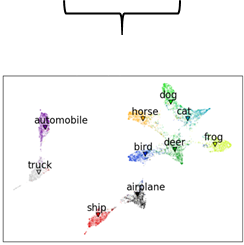 dog
horse
cat
automobile
deer
frog
bird
truck
airplane
ship